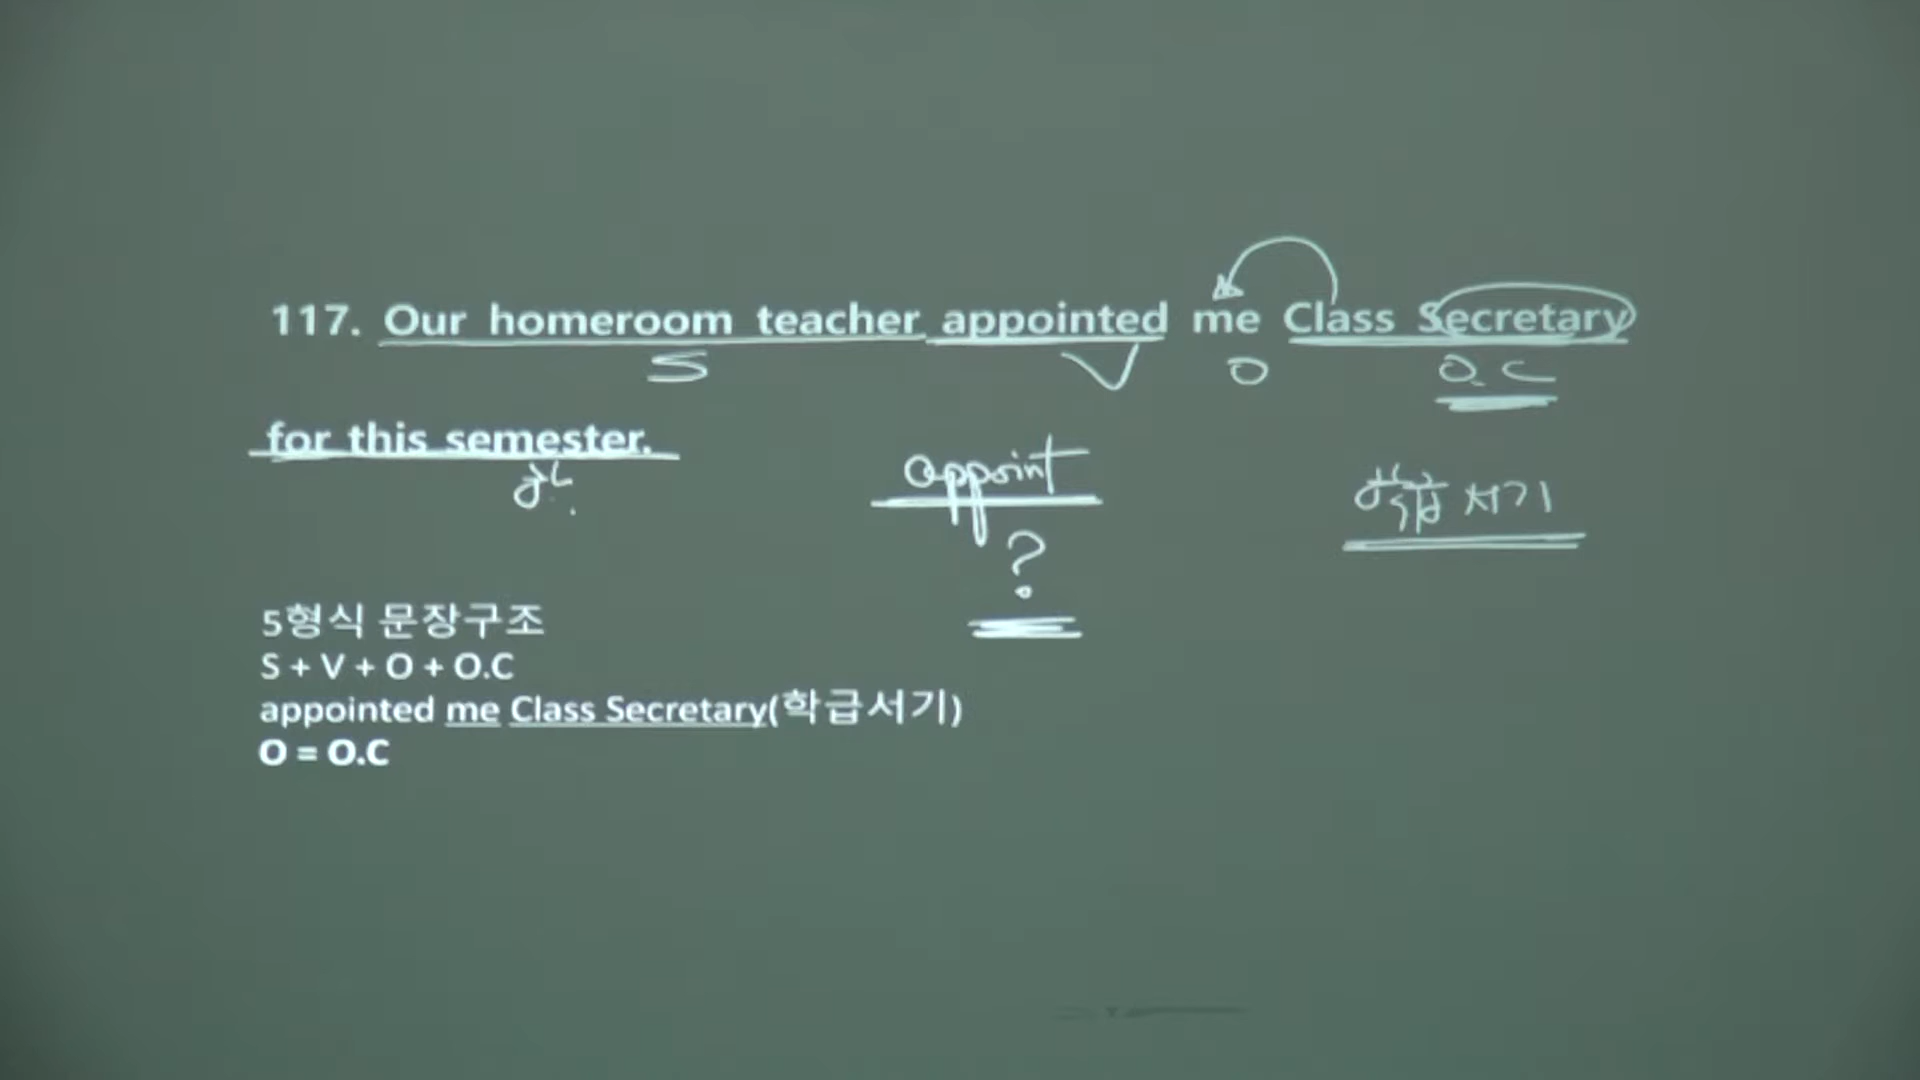 117. Our homeroom teacher appointed me Class Secretary
S V O O.C
for this semester.
appoint
학급 서기
?
5형식 문장구조
S + V + O + O.C
appointed me Class Secretary(학급서기)
O = O.C